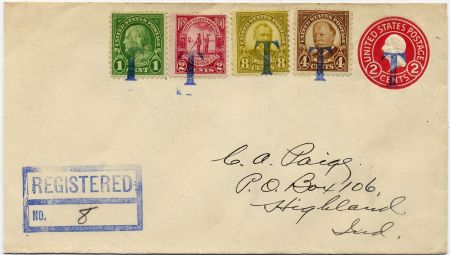 UNITED STATES POSTAGE
1 CENT 1
2 CENTS 2
8 CENTS 8
4 CENTS 4
UNITED STATES POSTAGE
2 CENTS 2
T T T T T
C. A. Paige.
P. O. Box 106,
Highland.
Ind.
REGISTERED
NO. 8